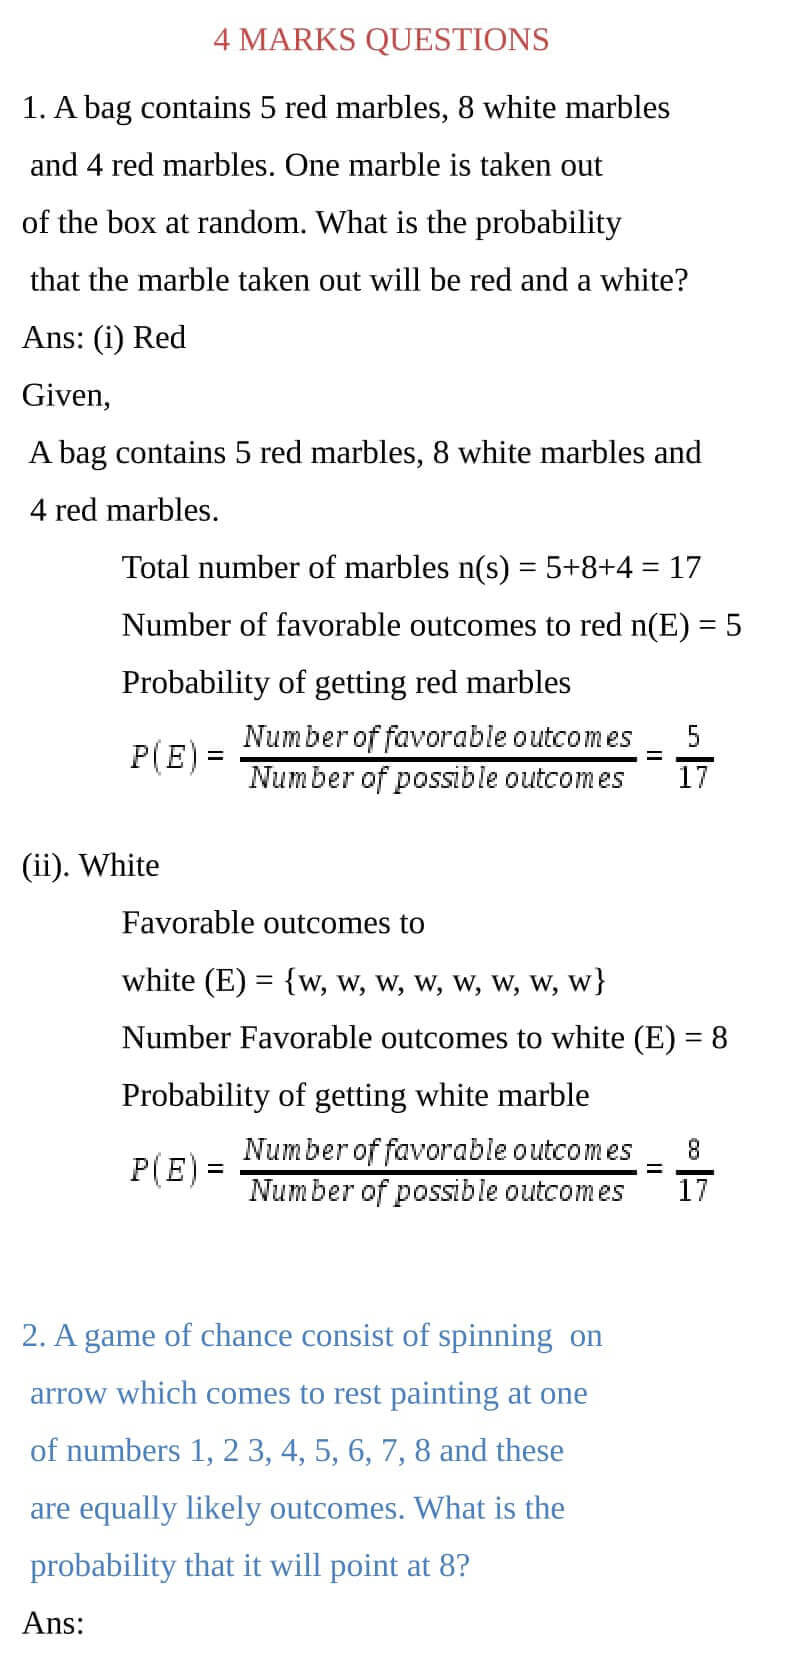 4 MARKS QUESTIONS
1. A bag contains 5 red marbles, 8 white marbles
and 4 red marbles. One marble is taken out
of the box at random. What is the probability
that the marble taken out will be red and a white?
Ans: (i) Red
Given,
A bag contains 5 red marbles, 8 white marbles and
4 red marbles.
Total number of marbles n(s) = 5+8+4 = 17
Number of favorable outcomes to red n(E) = 5
Probability of getting red marbles
P(E) = Number of favorable outcomes / Number of possible outcomes = 5/17
(ii). White
Favorable outcomes to
white (E) = {w, w, w, w, w, w, w, w}
Number Favorable outcomes to white (E) = 8
Probability of getting white marble
P(E) = Number of favorable outcomes / Number of possible outcomes = 8/17
2. A game of chance consist of spinning  on
arrow which comes to rest painting at one
of numbers 1, 2 3, 4, 5, 6, 7, 8 and these
are equally likely outcomes. What is the
probability that it will point at 8?
Ans: